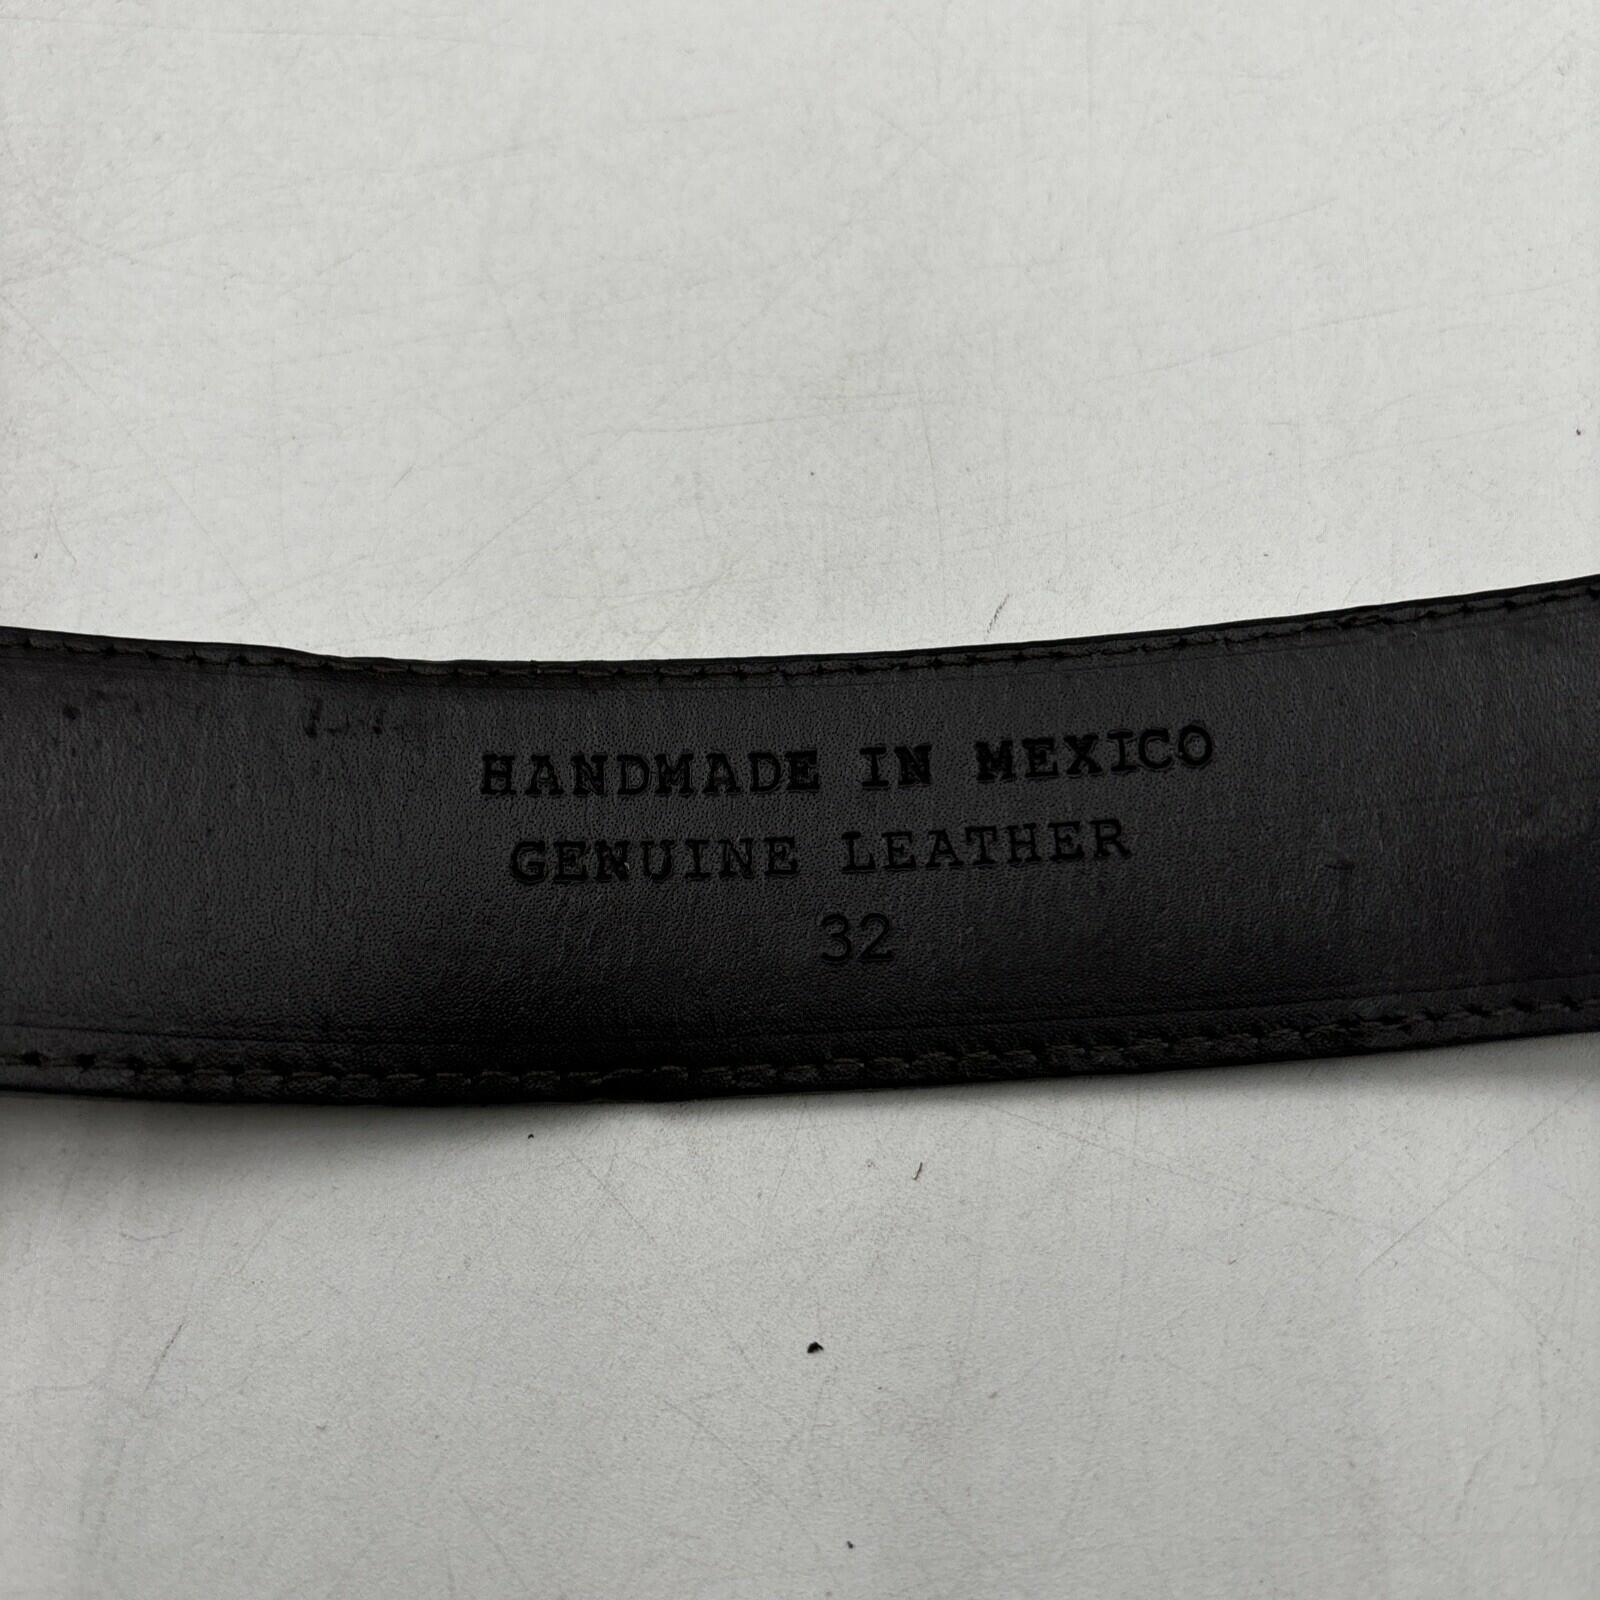 HANDMADE IN MEXICO
GENUINE LEATHER
32